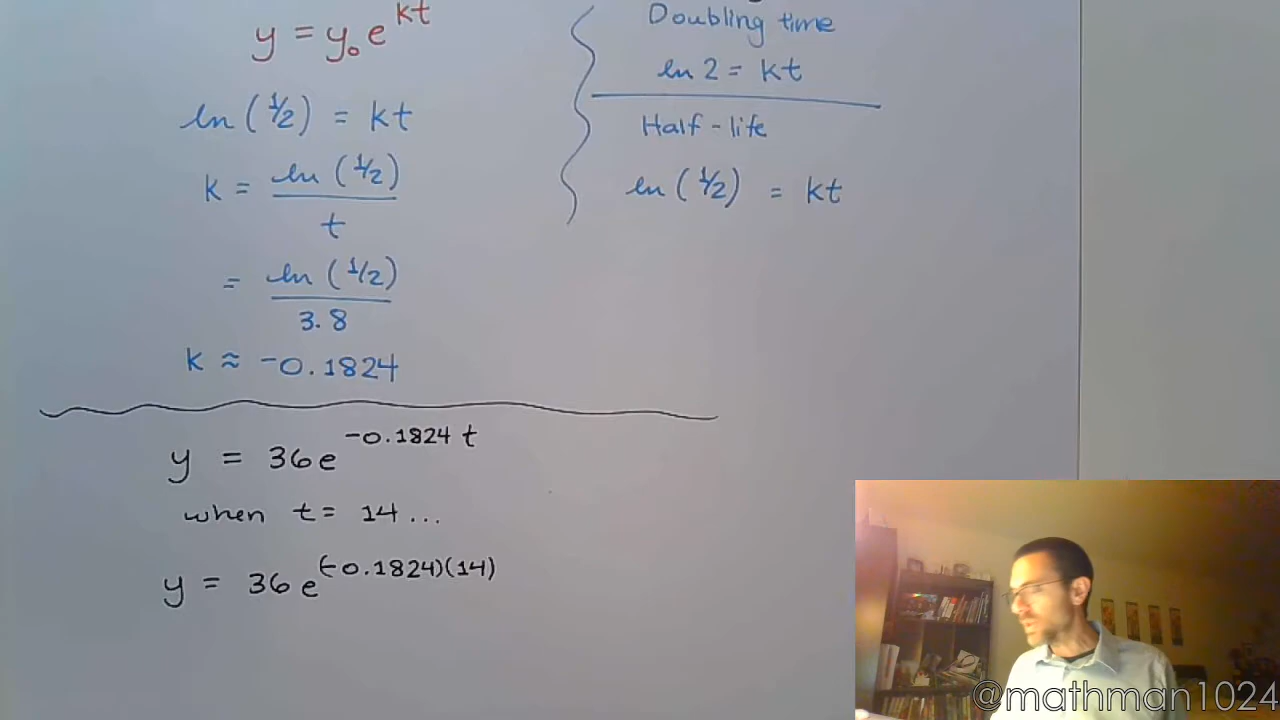 y = y₀e^kt
ln (1/2) = kt
k = ln (1/2) / t
= ln (1/2) / 3.8
k ≈ -0.1824
Doubling time
ln 2 = kt
Half-life
ln (1/2) = kt
y = 36e^-0.1824 t
when t = 14...
y = 36e^(-0.1824)(14)
@mathman1024